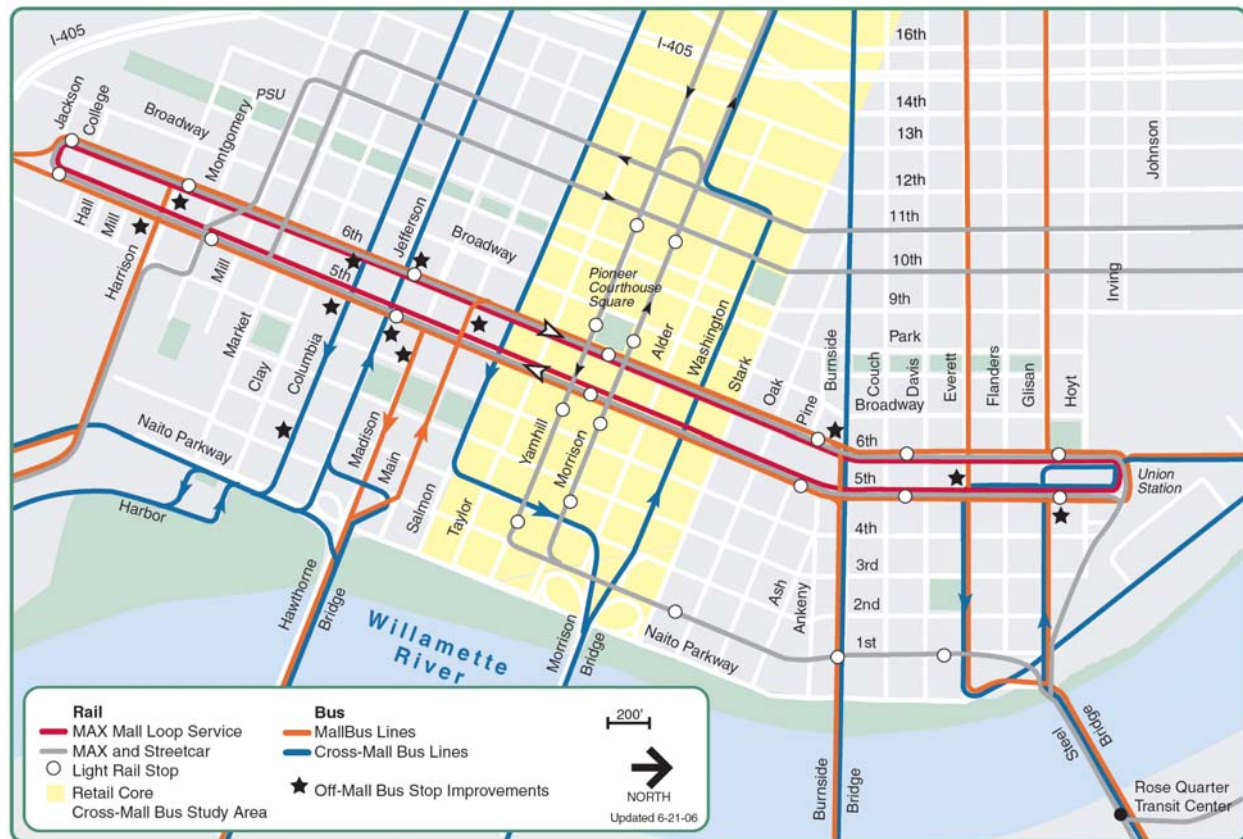 I-405
I-405
16th
14th
13h
12th
11th
10th
9th
Park
Johnson
Irving
Jackson
College
Broadway
PSU
Montgomery
Hall
Mill
Harrison
Mill
Market
Clay
Columbia
6th
5th
Jefferson
Broadway
Madison
Main
Salmon
Taylor
Yamhill
Morrison
Pioneer
Courthouse
Square
Alder
Washington
Stark
Oak
Pine
Burnside
Couch
Davis
Everett
Flanders
Glisan
Hoyt
Broadway
6th
5th
4th
3rd
2nd
1st
Union
Station
Ash
Ankeny
Naito Parkway
Naito Parkway
Harbor
Hawthorne
Bridge
Willamette
River
Morrison
Bridge
Burnside
Bridge
Steel
Bridge
Rose Quarter
Transit Center
Rail
MAX Mall Loop Service
MAX and Streetcar
Light Rail Stop
Retail Core
Cross-Mall Bus Study Area
Bus
MallBus Lines
Cross-Mall Bus Lines
Off-Mall Bus Stop Improvements
200'
NORTH
Updated 6-21-06